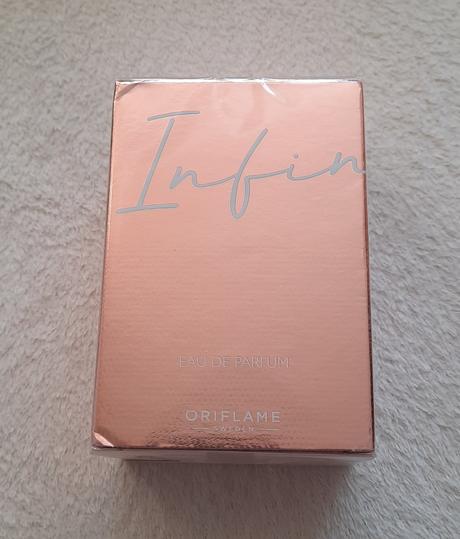 Infin
EAU DE PARFUM
ORIFLAME
SWEDEN